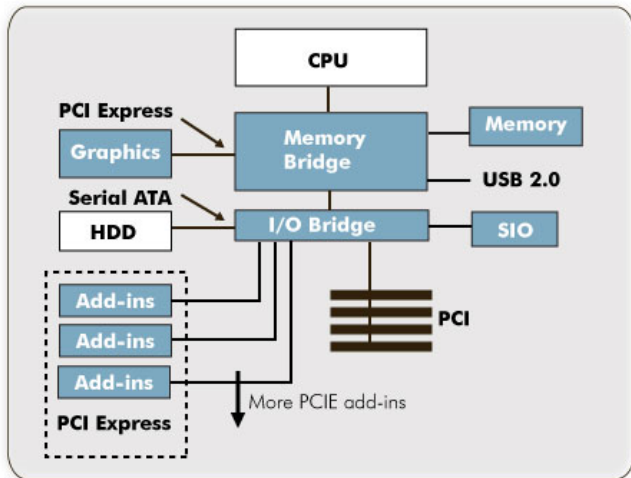 CPU
PCI Express
Graphics
Memory
Bridge
Memory
USB 2.0
Serial ATA
HDD
I/O Bridge
SIO
Add-ins
Add-ins
Add-ins
PCI Express
PCI
More PCIE add-ins